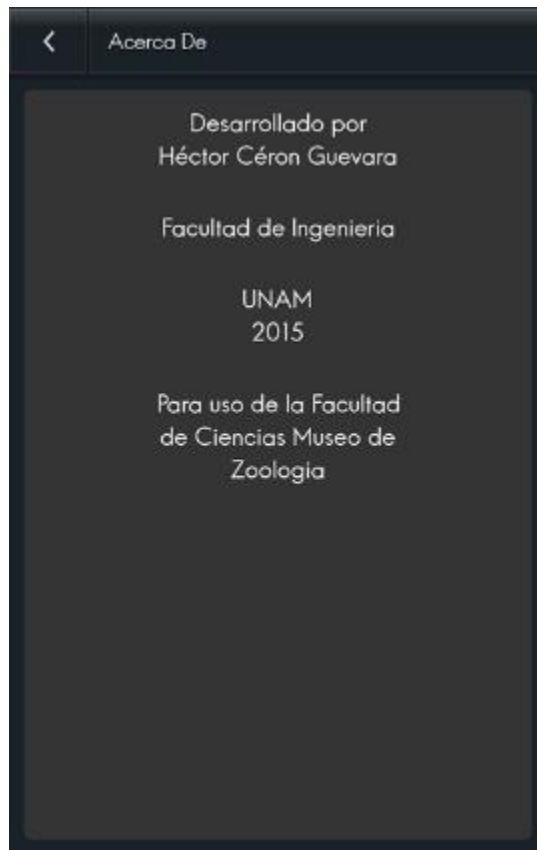 Acerca De
Desarrollado por
Héctor Céron Guevara
Facultad de Ingenieria
UNAM
2015
Para uso de la Facultad
de Ciencias Museo de
Zoologia